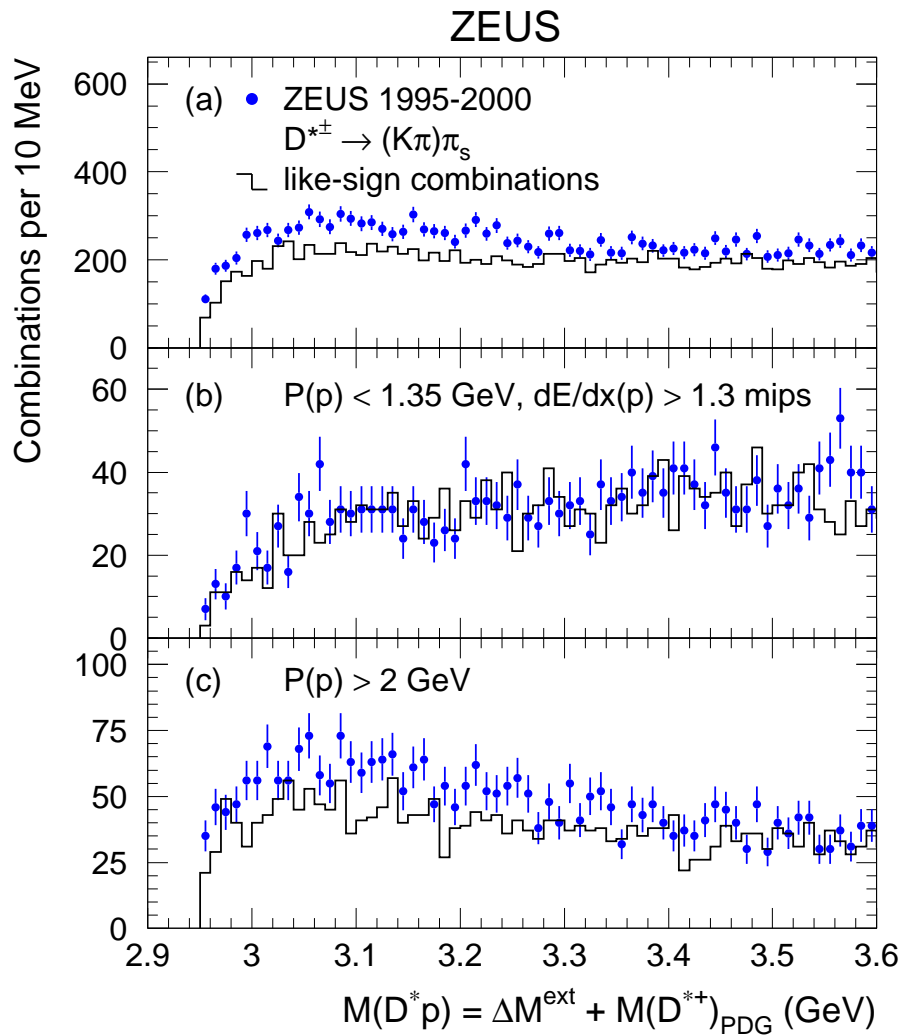 ZEUS
Combinations per 10 MeV
600
400
200
0
(a) ZEUS 1995-2000
D*± → (Kπ)πs
like-sign combinations
60
40
20
0
(b) P(p) < 1.35 GeV, dE/dx(p) > 1.3 mips
100
75
50
25
0
(c) P(p) > 2 GeV
2.9 3 3.1 3.2 3.3 3.4 3.5 3.6
M(D*p) = ΔM^ext + M(D*+)PDG (GeV)